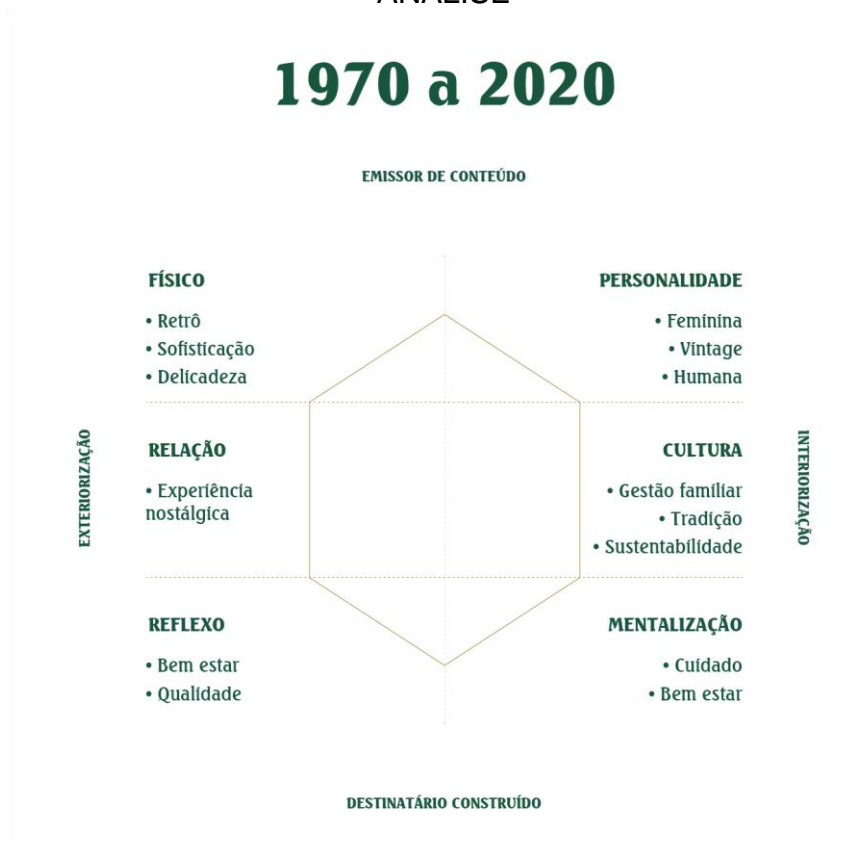 ANÁLISE
1970 a 2020
EMISSOR DE CONTEÚDO
FÍSICO
• Retrô
• Sofisticação
• Delicadeza
PERSONALIDADE
• Feminina
• Vintage
• Humana
EXTERIORIZAÇÃO
RELAÇÃO
• Experiência
nostálgica
CULTURA
• Gestão familiar
• Tradição
• Sustentabilidade
INTERIORIZAÇÃO
REFLEXO
• Bem estar
• Qualidade
MENTALIZAÇÃO
• Cuidado
• Bem estar
DESTINATÁRIO CONSTRUÍDO